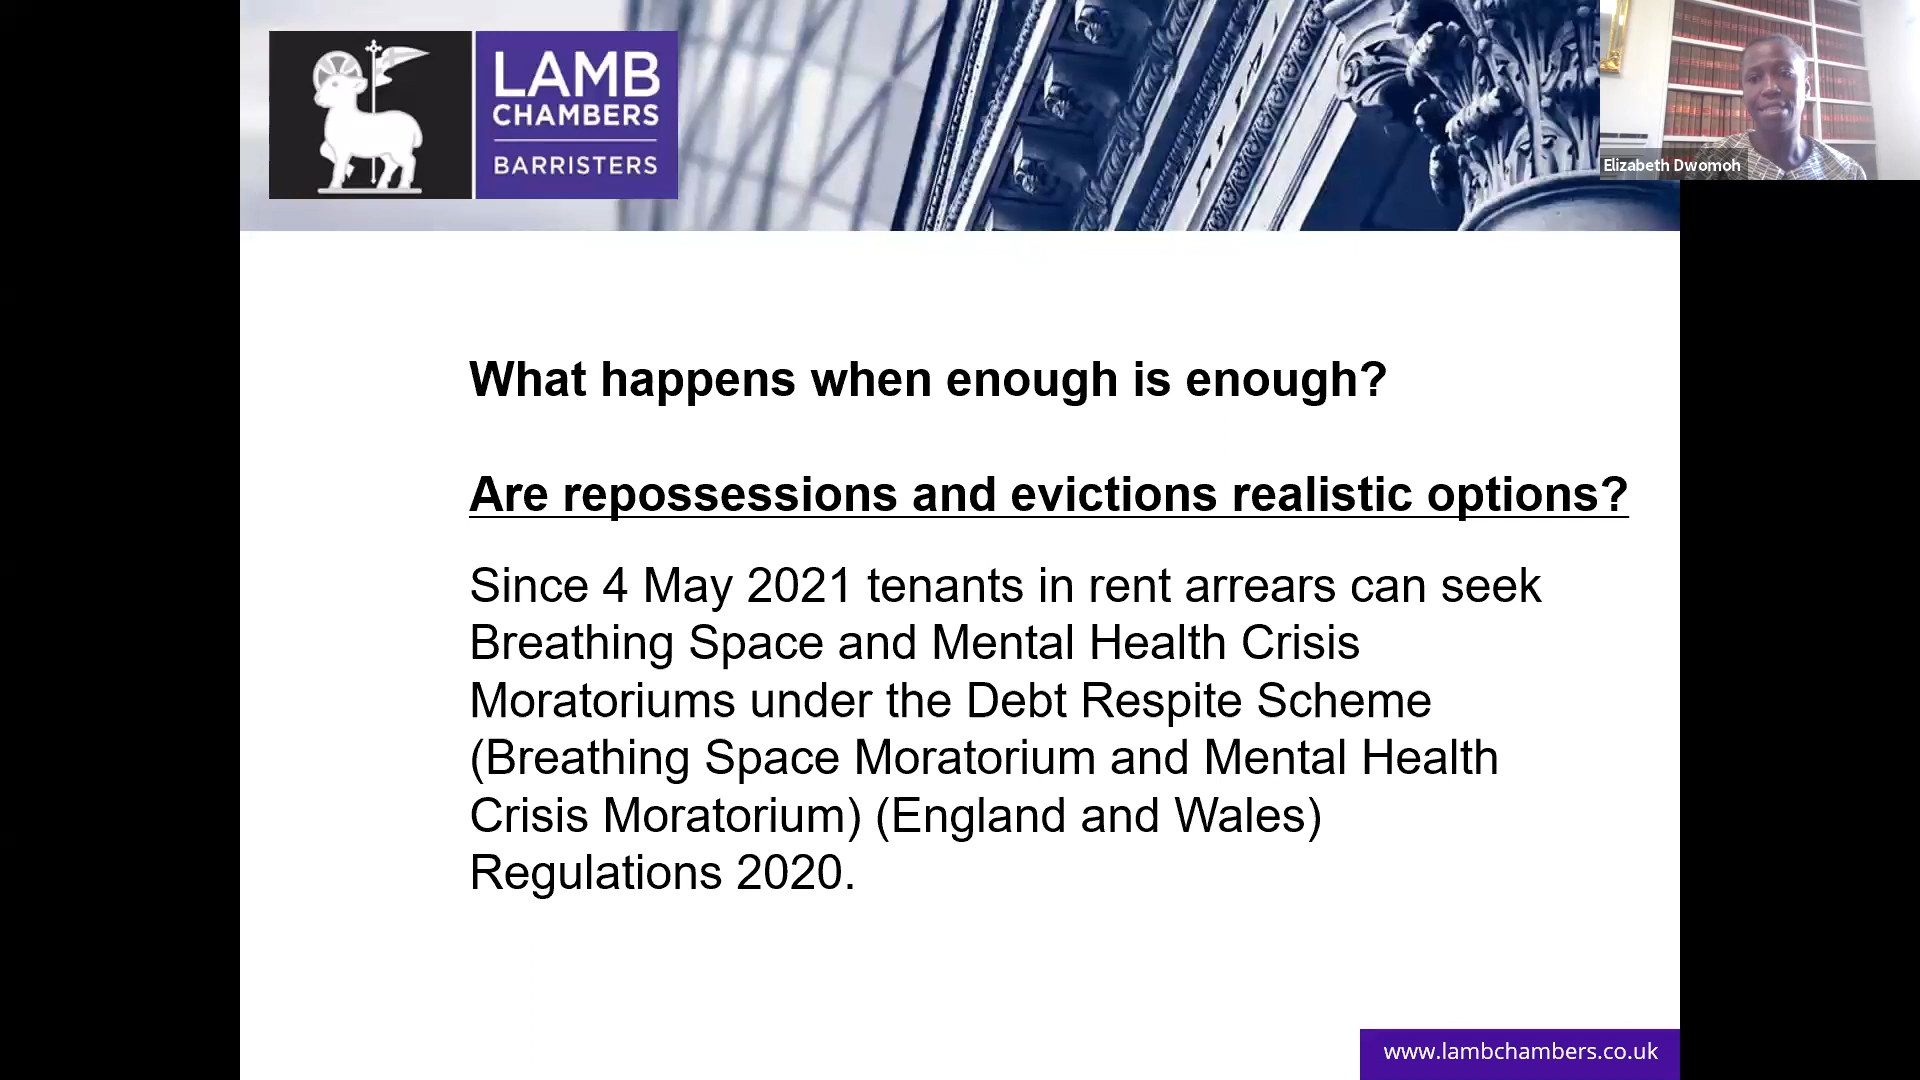 LAMB
CHAMBERS
BARRISTERS
Elizabeth Dwomoh
What happens when enough is enough?
Are repossessions and evictions realistic options?
Since 4 May 2021 tenants in rent arrears can seek
Breathing Space and Mental Health Crisis
Moratoriums under the Debt Respite Scheme
(Breathing Space Moratorium and Mental Health
Crisis Moratorium) (England and Wales)
Regulations 2020.
www.lambchambers.co.uk